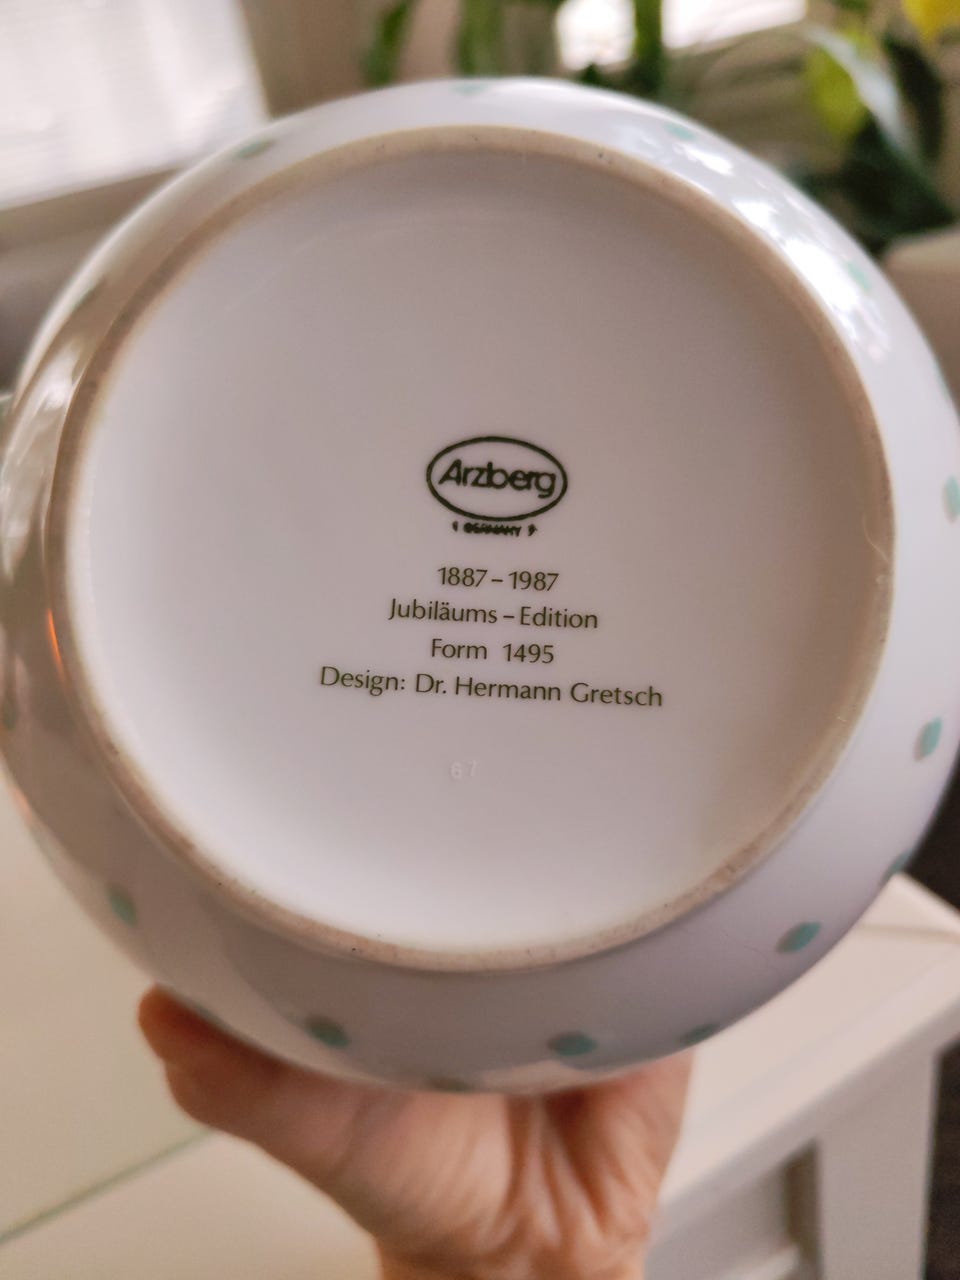 Arzberg
GERMANY
1887–1987
Jubiläums–Edition
Form 1495
Design: Dr. Hermann Gretsch
67